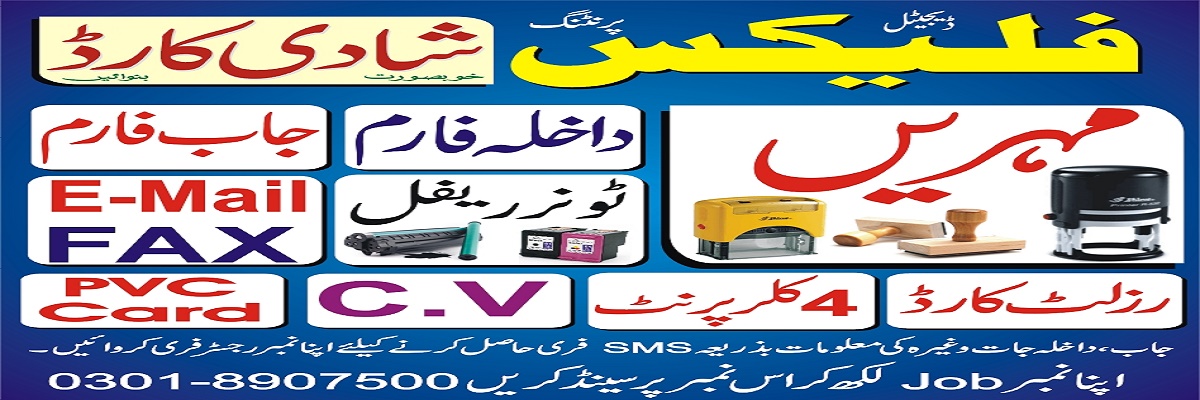 ڈیجیٹل فلیکس پرنٹنگ
خوبصورت شادی کارڈ بنوائیں
مہریں
داخلہ فارم
جاب فارم
ٹونر ریفل
E-Mail
FAX
رزلٹ کارڈ
4 کلر پرنٹ
C.V
PVC
Card
جاب، داخلہ جات وغیرہ کی معلومات بذریعہ SMS فری حاصل کرنے کیلئے اپنا نمبر رجسٹر فری کروائیں۔
اپنا نمبر Job لکھ کر اس نمبر پر سینڈ کریں 0301-8907500